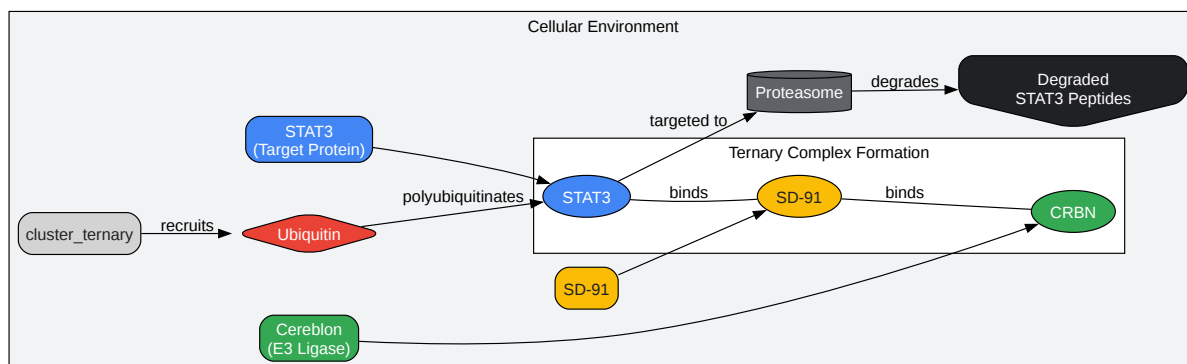 Cellular Environment
Proteasome
degrades
Degraded
STAT3 Peptides
targeted to
STAT3
(Target Protein)
Ternary Complex Formation
polyubiquitinates
STAT3
binds
SD-91
binds
CRBN
cluster_ternary
recruits
Ubiquitin
SD-91
Cereblon
(E3 Ligase)